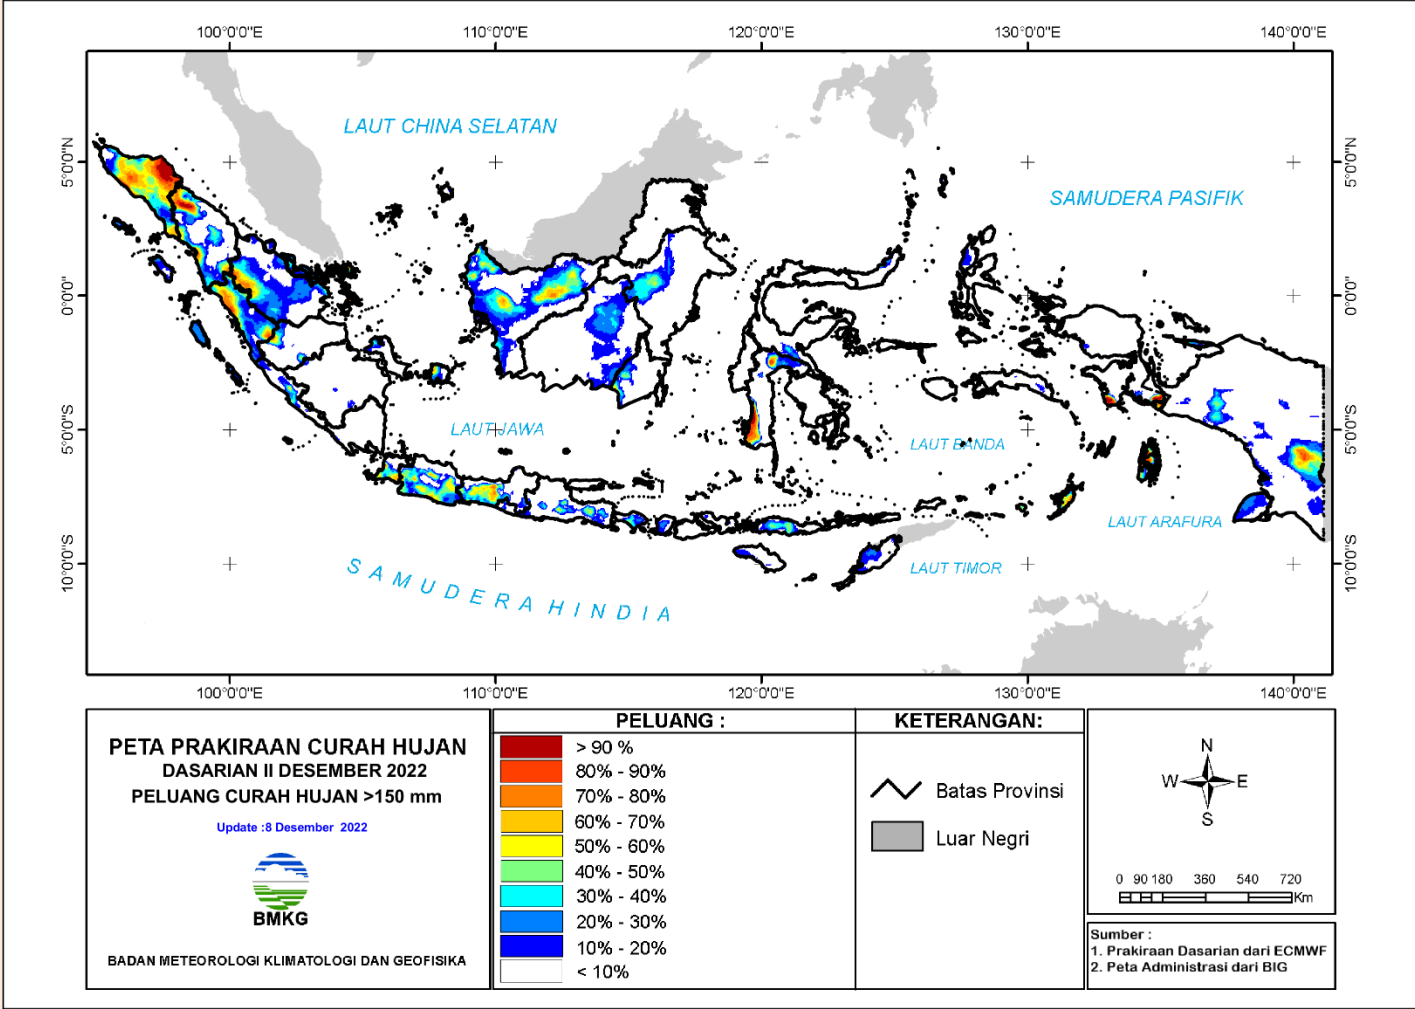 100°0'0"E 110°0'0"E 120°0'0"E 130°0'0"E 140°0'0"E
LAUT CHINA SELATAN
5°0'0"N 5°0'0"N
SAMUDERA PASIFIK
0°0'0" 0°0'0"
5°0'0"S 5°0'0"S
LAUT JAWA
LAUT BANDA
LAUT ARAFURA
10°0'0"S 10°0'0"S
LAUT TIMOR
SAMUDERA HINDIA
100°0'0"E 110°0'0"E 120°0'0"E 130°0'0"E 140°0'0"E
PETA PRAKIRAAN CURAH HUJAN
DASARIAN II DESEMBER 2022
PELUANG CURAH HUJAN >150 mm
Update :8 Desember 2022
BMKG
BADAN METEOROLOGI KLIMATOLOGI DAN GEOFISIKA
PELUANG :
> 90 %
80% - 90%
70% - 80%
60% - 70%
50% - 60%
40% - 50%
30% - 40%
20% - 30%
10% - 20%
< 10%
KETERANGAN:
Batas Provinsi
Luar Negri
N
W E
S
0 90 180 360 540 720
Km
Sumber :
1. Prakiraan Dasarian dari ECMWF
2. Peta Administrasi dari BIG